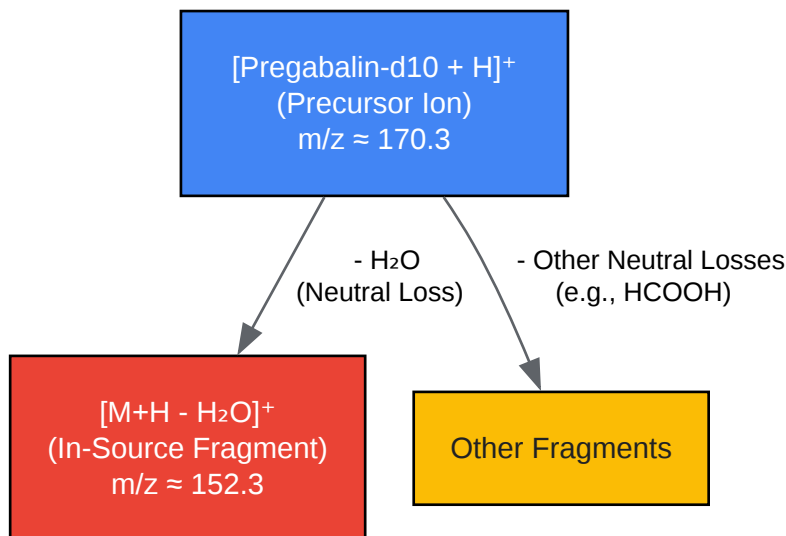 [Pregabalin-d10 + H]⁺
(Precursor Ion)
m/z ≈ 170.3
- H₂O
(Neutral Loss)
- Other Neutral Losses
(e.g., HCOOH)
[M+H - H₂O]⁺
(In-Source Fragment)
m/z ≈ 152.3
Other Fragments